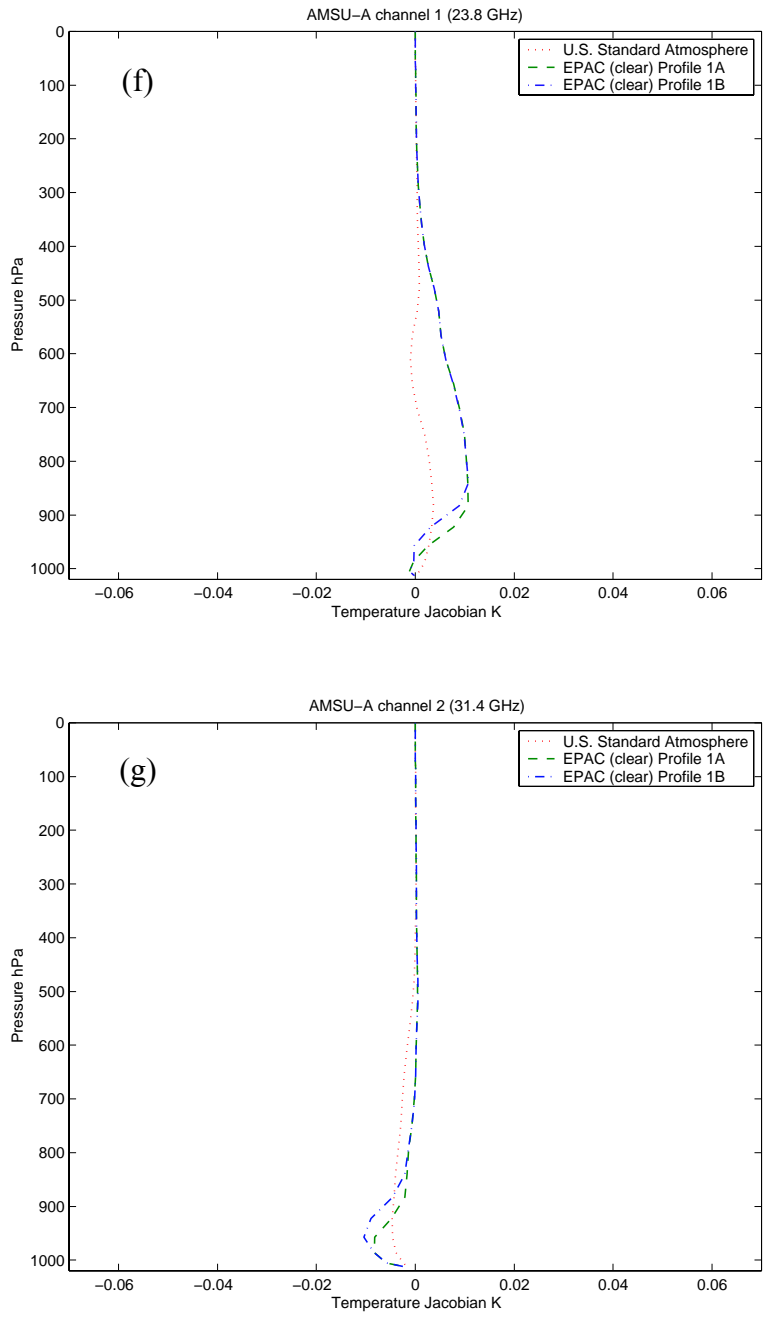 AMSU−A channel 1 (23.8 GHz)
(f)
U.S. Standard Atmosphere
EPAC (clear) Profile 1A
EPAC (clear) Profile 1B
0
100
200
300
400
500
600
700
800
900
1000
Pressure hPa
−0.06 −0.04 −0.02 0 0.02 0.04 0.06
Temperature Jacobian K
AMSU−A channel 2 (31.4 GHz)
(g)
U.S. Standard Atmosphere
EPAC (clear) Profile 1A
EPAC (clear) Profile 1B
0
100
200
300
400
500
600
700
800
900
1000
Pressure hPa
−0.06 −0.04 −0.02 0 0.02 0.04 0.06
Temperature Jacobian K